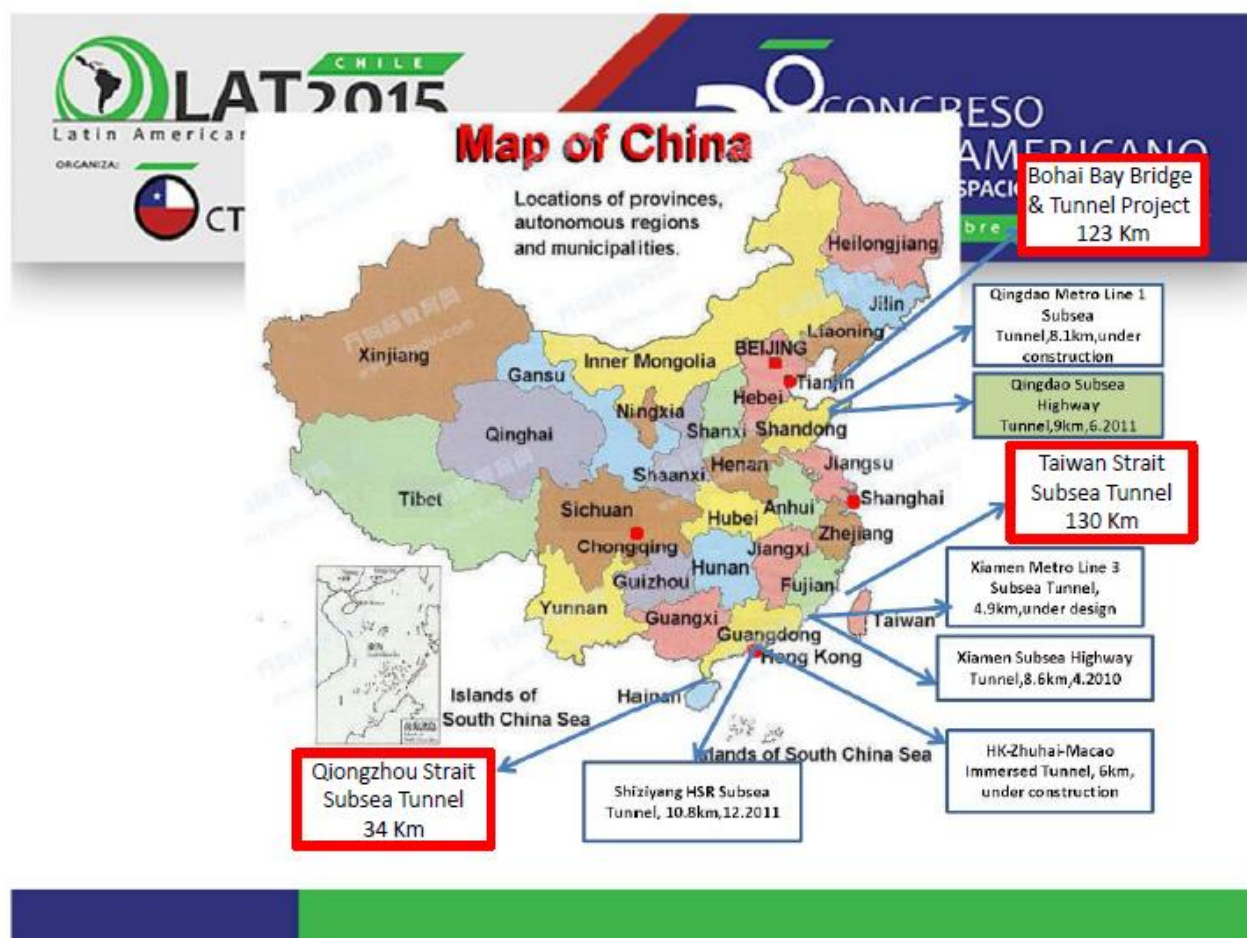 CHILE
LAT2015
Latin American
ORGANIZA:
CT
CONGRESO
AMERICANO
ESPACIO
bre
Map of China
Locations of provinces,
autonomous regions
and municipalities.
Bohai Bay Bridge
& Tunnel Project
123 Km
Heilongjiang
Jilin
Liaoning
Inner Mongolia
BEIJING
Tianjin
Hebei
Xinjiang
Gansu
Ningxia
Shanxi
Shandong
Qinghai
Shaanxi
Henan
Jiangsu
Tibet
Sichuan
Hubei
Anhui
Shanghai
Chongqing
Zhejiang
Hunan
Jiangxi
Guizhou
Fujian
Yunnan
Guangxi
Guangdong
Taiwan
Hong Kong
Hainan
Islands of
South China Sea
Islands of South China Sea
Qingdao Metro Line 1
Subsea
Tunnel,8.1km,under
construction
Qingdao Subsea
Highway
Tunnel,9km,6.2011
Taiwan Strait
Subsea Tunnel
130 Km
Xiamen Metro Line 3
Subsea Tunnel,
4.9km,under design
Xiamen Subsea Highway
Tunnel,8.6km,4.2010
HK-Zhuhai-Macao
Immersed Tunnel, 6km,
under construction
Shiziyang HSR Subsea
Tunnel, 10.8km,12.2011
Qiongzhou Strait
Subsea Tunnel
34 Km